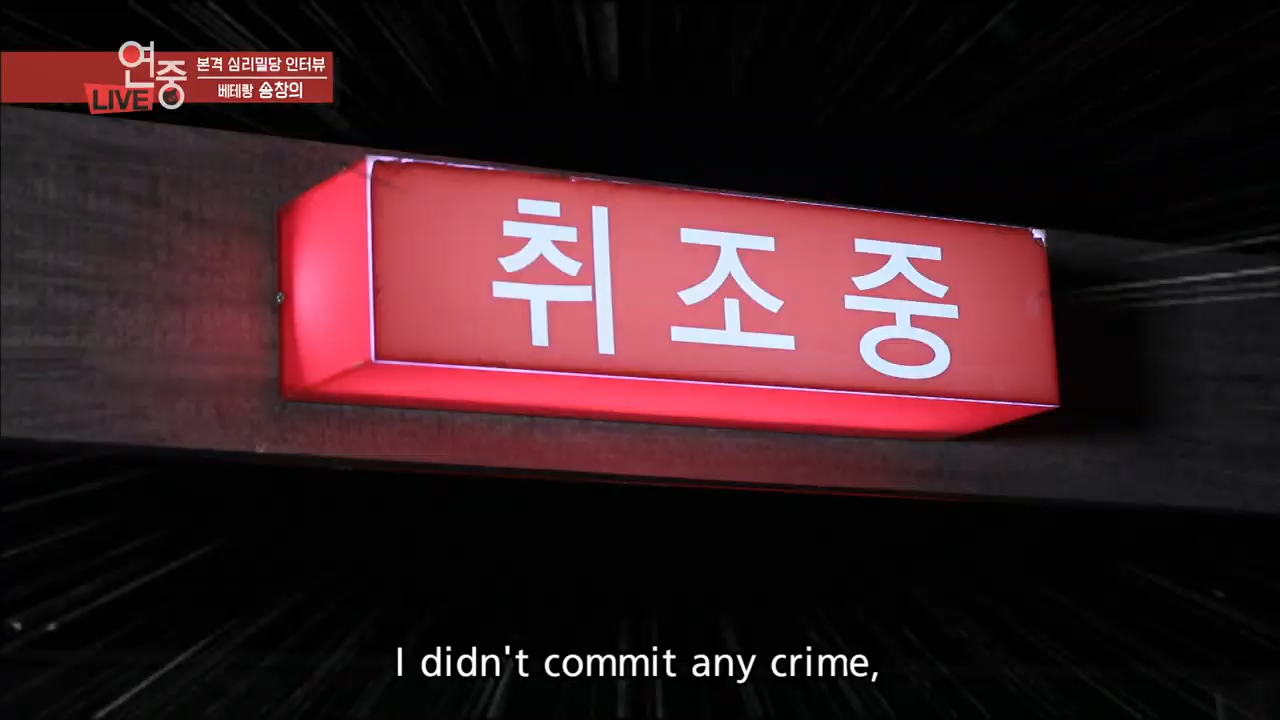 연중
LIVE
본격 심리밀당 인터뷰
베테랑 송창의
취조중
I didn't commit any crime,